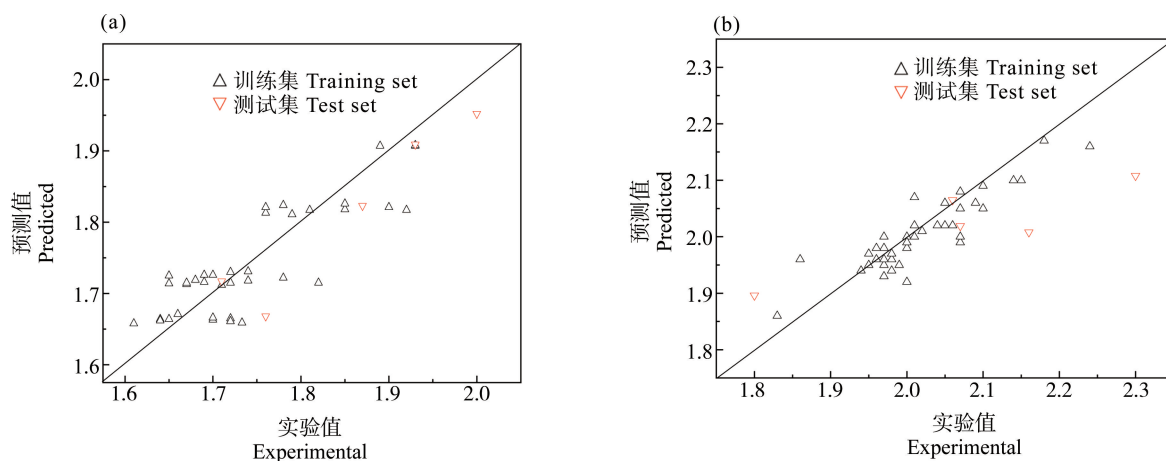 (a)
2.0
1.9
1.8
1.7
1.6
预测值
Predicted
△ 训练集 Training set
▽ 测试集 Test set
1.6 1.7 1.8 1.9 2.0
实验值
Experimental
(b)
2.3
2.2
2.1
2.0
1.9
1.8
预测值
Predicted
△ 训练集 Training set
▽ 测试集 Test set
1.8 1.9 2.0 2.1 2.2 2.3
实验值
Experimental